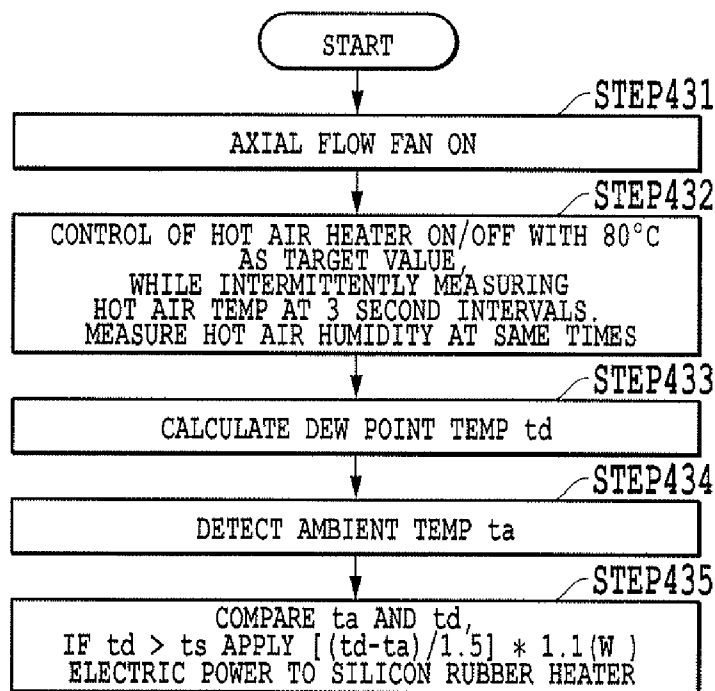 START
STEP431
AXIAL FLOW FAN ON
STEP432
CONTROL OF HOT AIR HEATER ON/OFF WITH 80°C
AS TARGET VALUE,
WHILE INTERMITTENTLY MEASURING
HOT AIR TEMP AT 3 SECOND INTERVALS.
MEASURE HOT AIR HUMIDITY AT SAME TIMES
STEP433
CALCULATE DEW POINT TEMP td
STEP434
DETECT AMBIENT TEMP ta
STEP435
COMPARE ta AND td,
IF td > ts APPLY [(td-ta)/1.5] * 1.1(W )
ELECTRIC POWER TO SILICON RUBBER HEATER